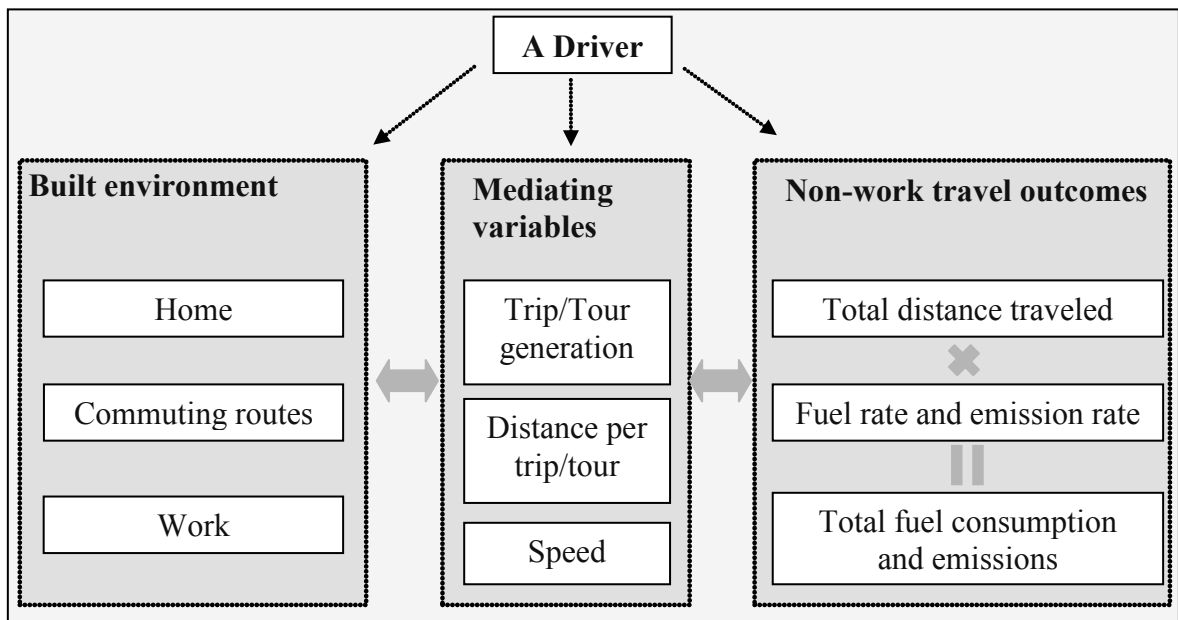 A Driver
Built environment
Home
Commuting routes
Work
Mediating
variables
Trip/Tour
generation
Distance per
trip/tour
Speed
Non-work travel outcomes
Total distance traveled
Fuel rate and emission rate
Total fuel consumption
and emissions